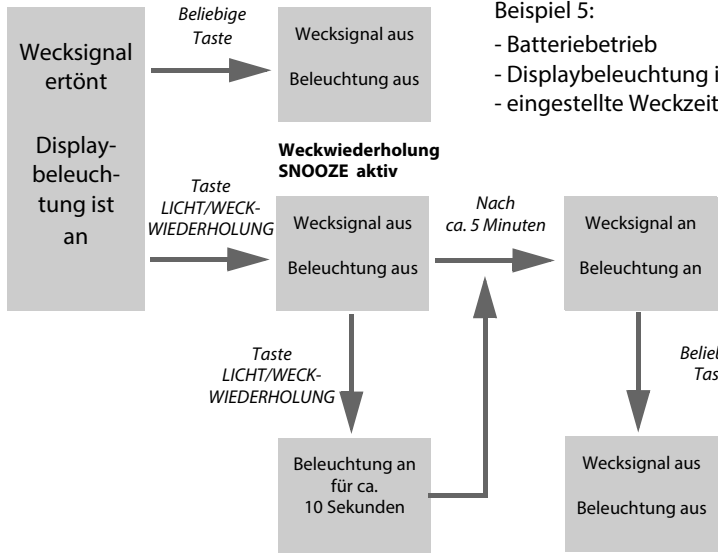 Wecksignal
ertönt
Display-
beleuch-
tung ist
an
Beliebige
Taste
Wecksignal aus
Beleuchtung aus
Beispiel 5:
- Batteriebetrieb
- Displaybeleuchtung
- eingestellte Weckzeit
Taste
LICHT/WECK-
WIEDERHOLUNG
Weckwiederholung
SNOOZE aktiv
Wecksignal aus
Beleuchtung aus
Nach
ca. 5 Minuten
Wecksignal an
Beleuchtung an
Taste
LICHT/WECK-
WIEDERHOLUNG
Beleuchtung an
für ca.
10 Sekunden
Wecksignal aus
Beleuchtung aus